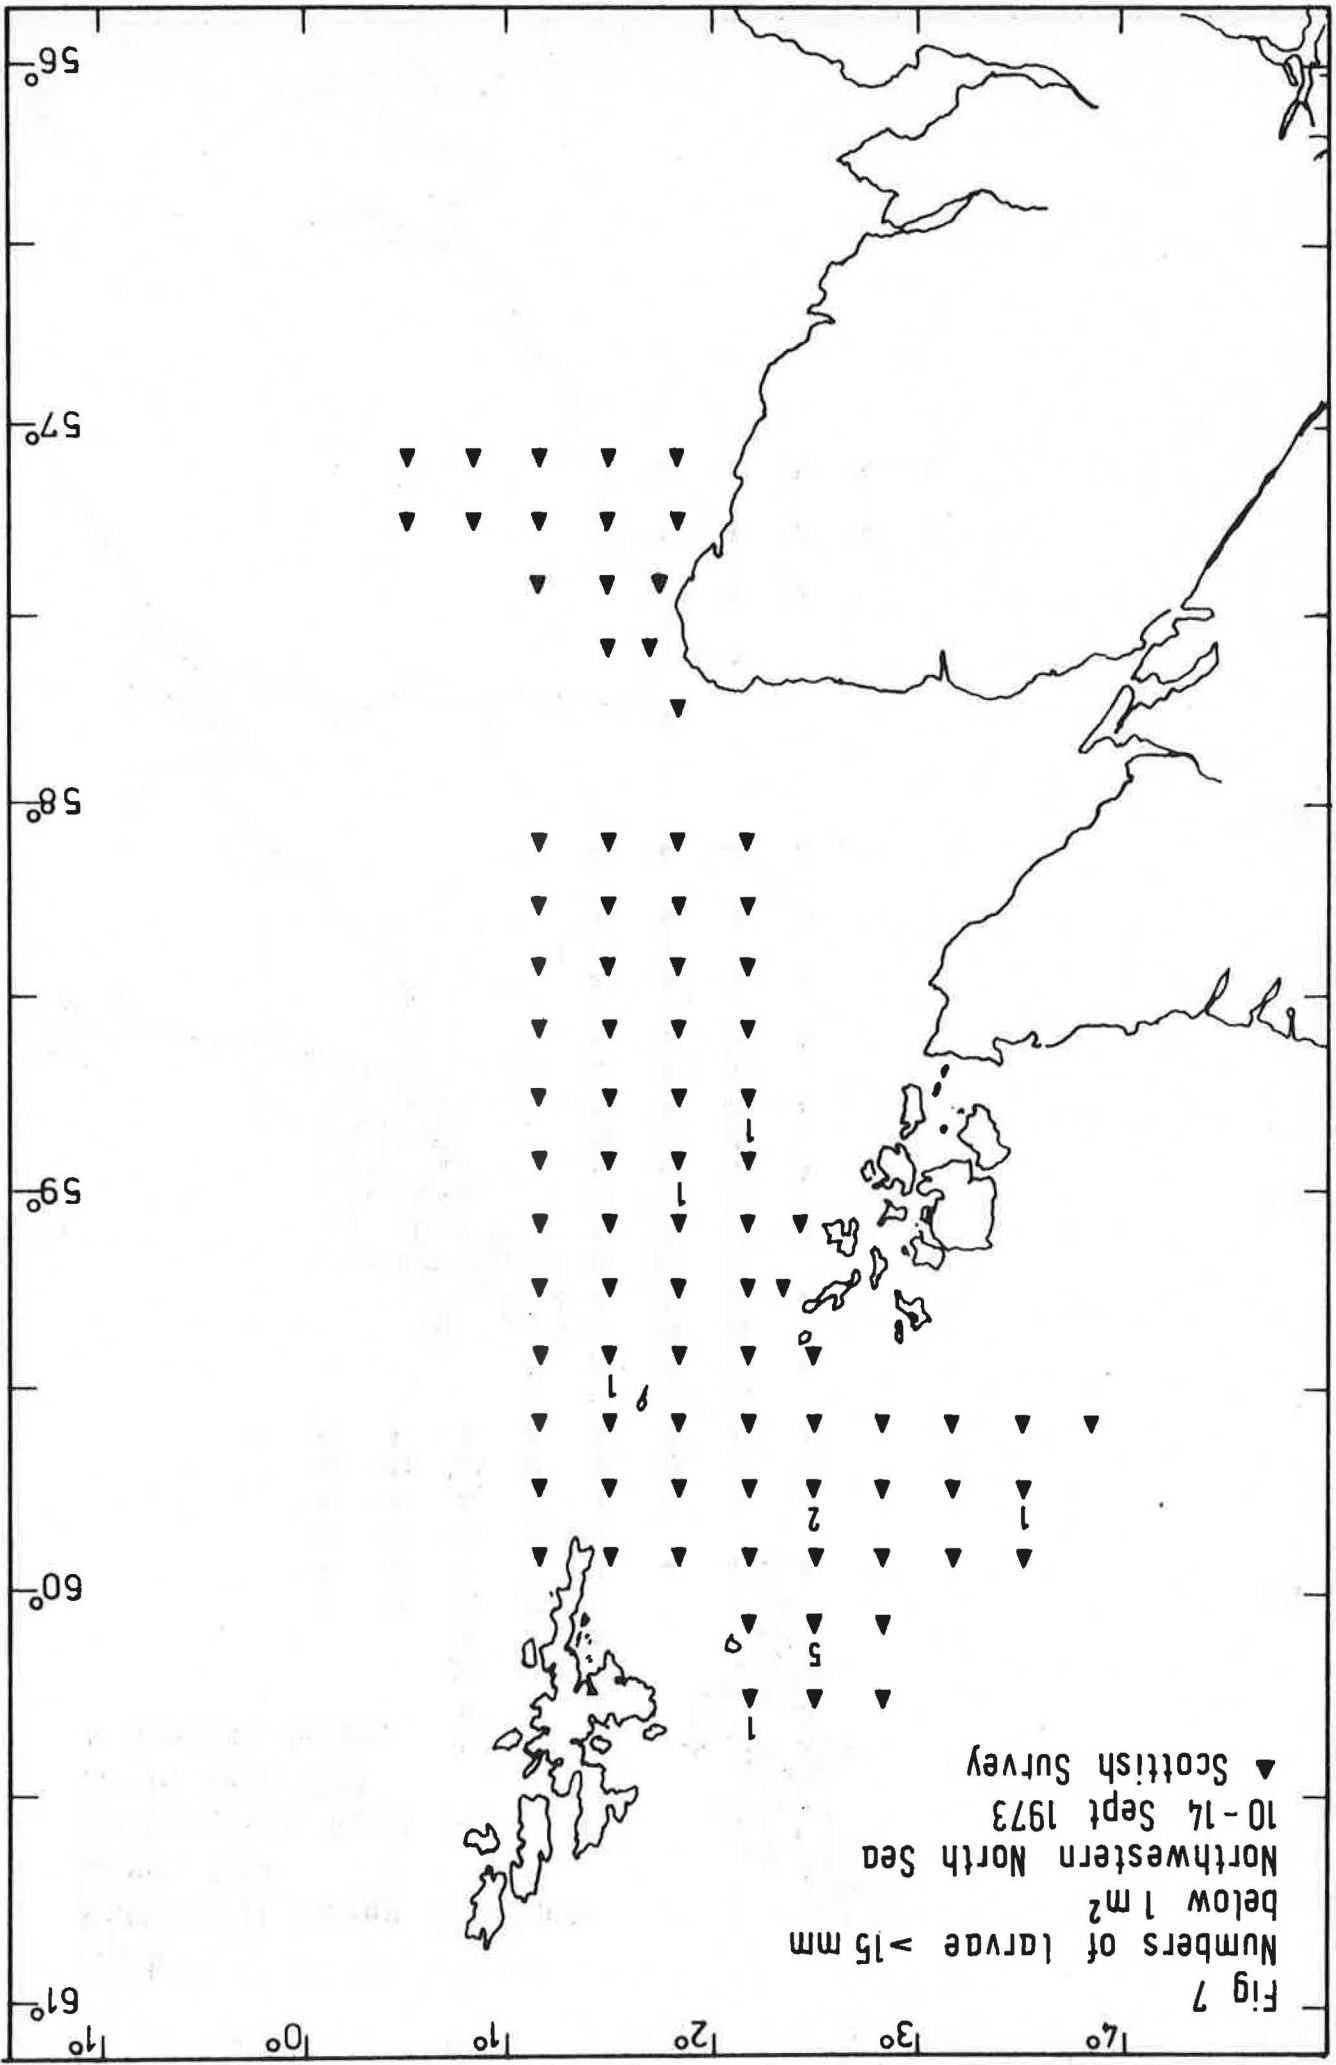 4° 3° 2° 1° 0° 1°
61°
Fig 7
Numbers of larvae >15 mm
below 1 m²
Northwestern North Sea
10-14 Sept 1973
▲ Scottish Survey
1
5
60°
1 2
1
59°
1
1
58°
57°
56°